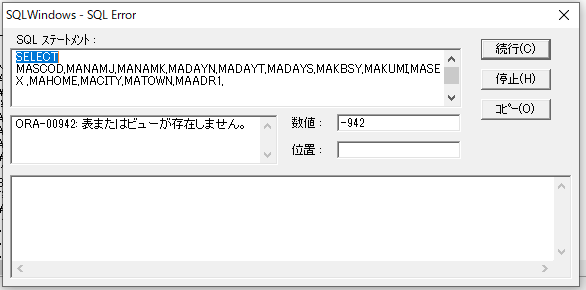 SQLWindows - SQL Error
SQL ステートメント :
SELECT
MASCOD,MANAMJ,MANAMK,MADAYN,MADAYT,MADAYS,MAKBSY,MAKUMI,MASE
X ,MAHOME,MACITY,MATOWN,MAADR1,
続行(C)
停止(H)
コピー(O)
ORA-00942: 表またはビューが存在しません。
数値 : -942
位置 :